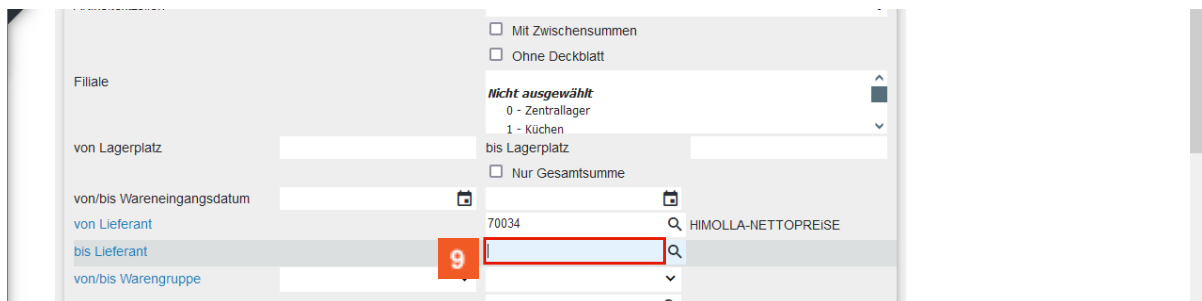 Mit Zwischensummen
Ohne Deckblatt
Filiale
Nicht ausgewählt
0 - Zentrallager
1 - Küchen
von Lagerplatz bis Lagerplatz
Nur Gesamtsumme
von/bis Wareneingangsdatum
von Lieferant 70034 HIMOLLA-NETTOPREiSE
bis Lieferant 9
von/bis Warengruppe